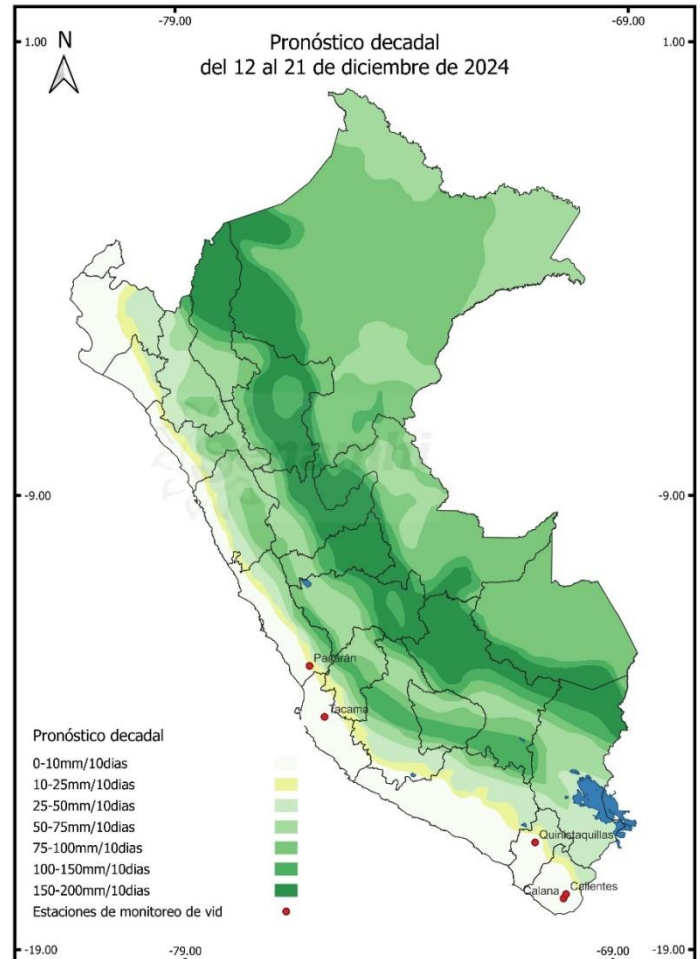 -79.00
-69.00
1.00
N
Pronóstico decadal
1.00
del 12 al 21 de diciembre de 2024
senamhi
-9.00
-9.00
Pacarán
Tacama
Pronóstico decadal
0-10mm/10dias
10-25mm/10dias
25-50mm/10dias
50-75mm/10dias
75-100mm/10dias
100-150mm/10dias
150-200mm/10dias
Estaciones de monitoreo de vid
Quinistaquillas
Calientes
Calana
-19.00
-79.00
-69.00
-19.00